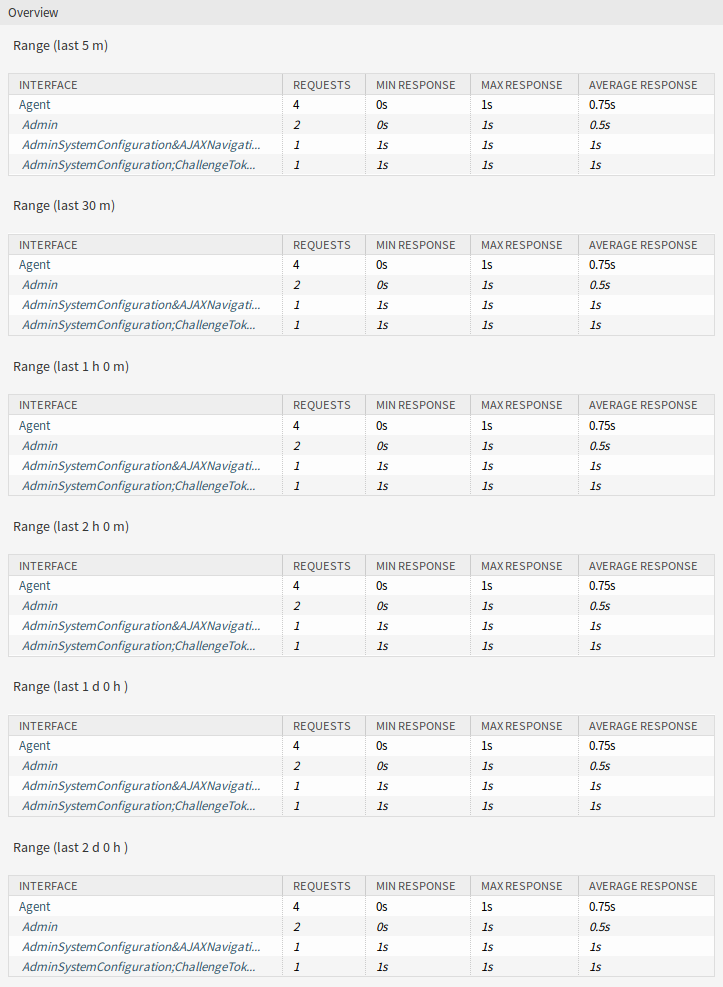 Overview
Range (last 5 m)
INTERFACE REQUESTS MIN RESPONSE MAX RESPONSE AVERAGE RESPONSE
Agent 4 0s 1s 0.75s
Admin 2 0s 1s 0.5s
AdminSystemConfiguration&AJAXNavigati... 1 1s 1s 1s
AdminSystemConfiguration;ChallengeTok... 1 1s 1s 1s
Range (last 30 m)
INTERFACE REQUESTS MIN RESPONSE MAX RESPONSE AVERAGE RESPONSE
Agent 4 0s 1s 0.75s
Admin 2 0s 1s 0.5s
AdminSystemConfiguration&AJAXNavigati... 1 1s 1s 1s
AdminSystemConfiguration;ChallengeTok... 1 1s 1s 1s
Range (last 1 h 0 m)
INTERFACE REQUESTS MIN RESPONSE MAX RESPONSE AVERAGE RESPONSE
Agent 4 0s 1s 0.75s
Admin 2 0s 1s 0.5s
AdminSystemConfiguration&AJAXNavigati... 1 1s 1s 1s
AdminSystemConfiguration;ChallengeTok... 1 1s 1s 1s
Range (last 2 h 0 m)
INTERFACE REQUESTS MIN RESPONSE MAX RESPONSE AVERAGE RESPONSE
Agent 4 0s 1s 0.75s
Admin 2 0s 1s 0.5s
AdminSystemConfiguration&AJAXNavigati... 1 1s 1s 1s
AdminSystemConfiguration;ChallengeTok... 1 1s 1s 1s
Range (last 1 d 0 h )
INTERFACE REQUESTS MIN RESPONSE MAX RESPONSE AVERAGE RESPONSE
Agent 4 0s 1s 0.75s
Admin 2 0s 1s 0.5s
AdminSystemConfiguration&AJAXNavigati... 1 1s 1s 1s
AdminSystemConfiguration;ChallengeTok... 1 1s 1s 1s
Range (last 2 d 0 h )
INTERFACE REQUESTS MIN RESPONSE MAX RESPONSE AVERAGE RESPONSE
Agent 4 0s 1s 0.75s
Admin 2 0s 1s 0.5s
AdminSystemConfiguration&AJAXNavigati... 1 1s 1s 1s
AdminSystemConfiguration;ChallengeTok... 1 1s 1s 1s